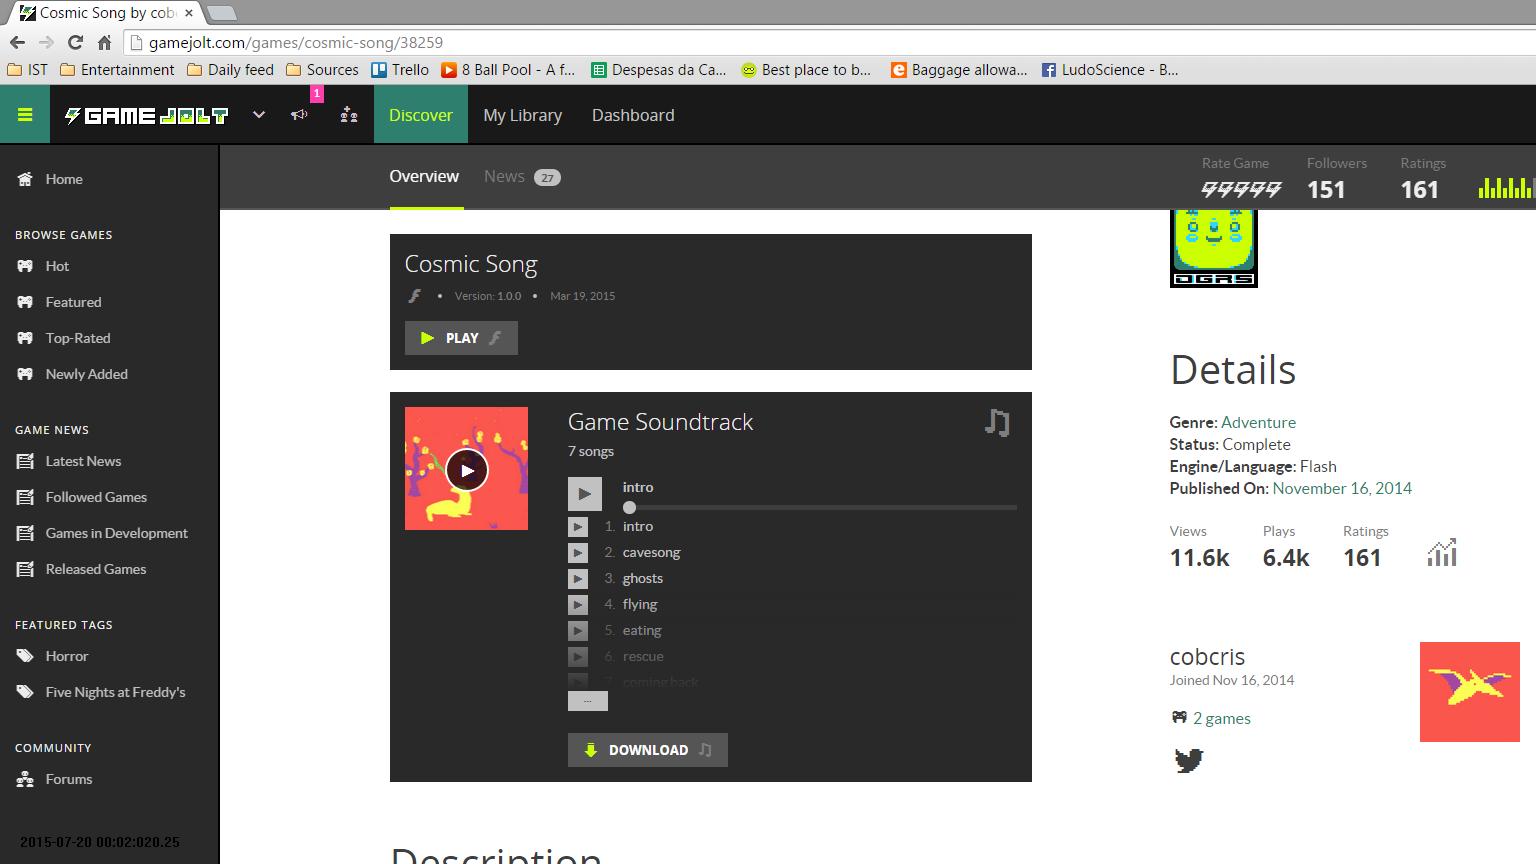 Cosmic Song by cob
gamejolt.com/games/cosmic-song/38259
IST Entertainment Daily feed Sources Trello 8 Ball Pool - A f... Despesas da Ca... Best place to b... Baggage allowa... LudoScience - B...
GAME JOLT 1 Discover My Library Dashboard
Overview News 27
Rate Game Followers Ratings
151 161
Home
BROWSE GAMES
Hot
Featured
Top-Rated
Newly Added
GAME NEWS
Latest News
Followed Games
Games in Development
Released Games
FEATURED TAGS
Horror
Five Nights at Freddy's
COMMUNITY
Forums
2015-07-20 00:02:020.25
Cosmic Song
Version: 1.0.0 • Mar 19, 2015
PLAY
Game Soundtrack
7 songs
intro
1. intro
2. cavesong
3. ghosts
4. flying
5. eating
6. rescue
7. coming back
...
DOWNLOAD
Description
Details
Genre: Adventure
Status: Complete
Engine/Language: Flash
Published On: November 16, 2014
Views Plays Ratings
11.6k 6.4k 161
cobcris
Joined Nov 16, 2014
2 games